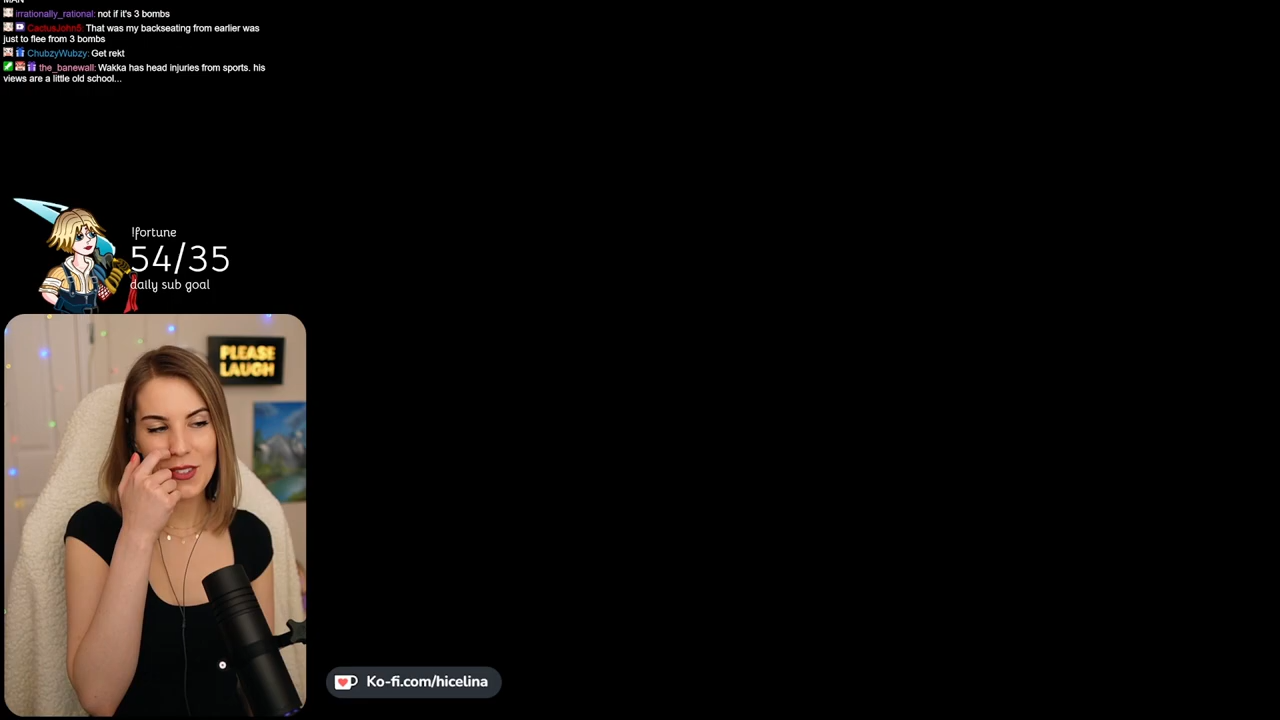 MAN
irrationally_rational: not if it's 3 bombs
CactusJohn5: That was my backseating from earlier was
just to flee from 3 bombs
ChubzyWubzy: Get rekt
the_banewall: Wakka has head injuries from sports. his
views are a little old school...
!fortune
54/35
daily sub goal
PLEASE
LAUGH
Ko-fi.com/hicelina